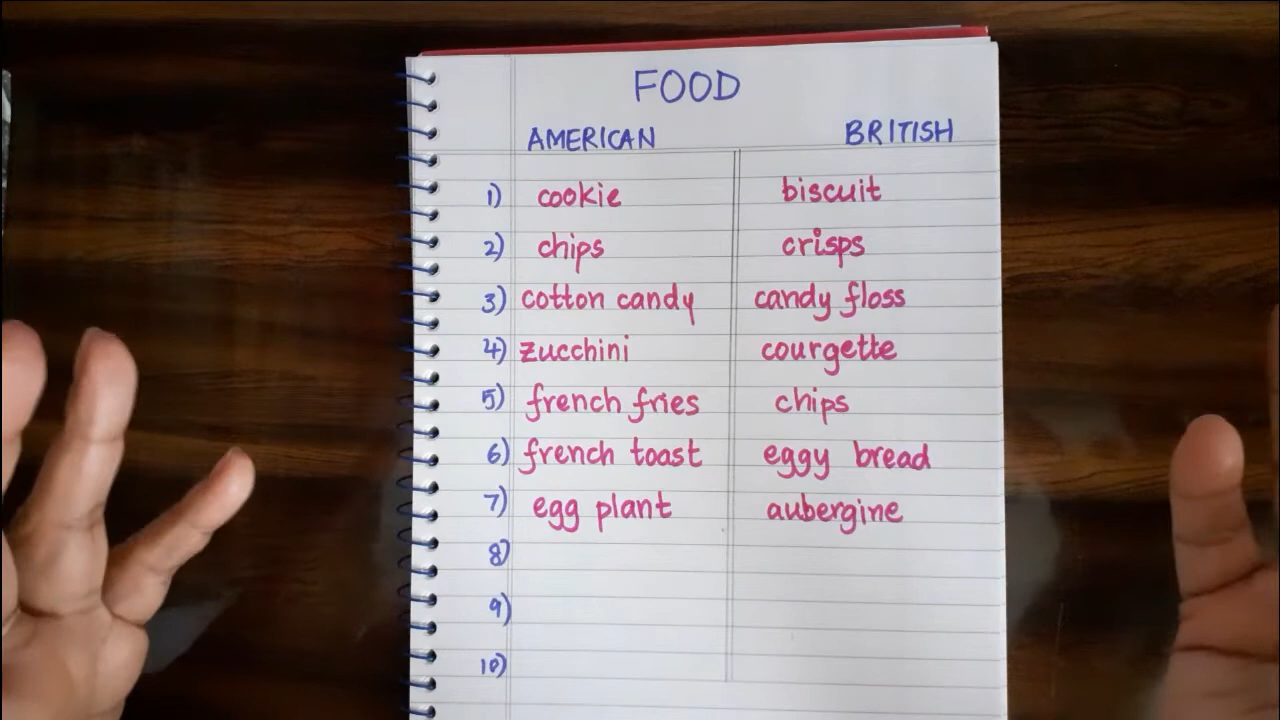 FOOD
AMERICAN BRITISH
1) cookie biscuit
2) chips crisps
3) cotton candy candy floss
4) zucchini courgette
5) french fries chips
6) french toast eggy bread
7) egg plant aubergine
8)
9)
10)